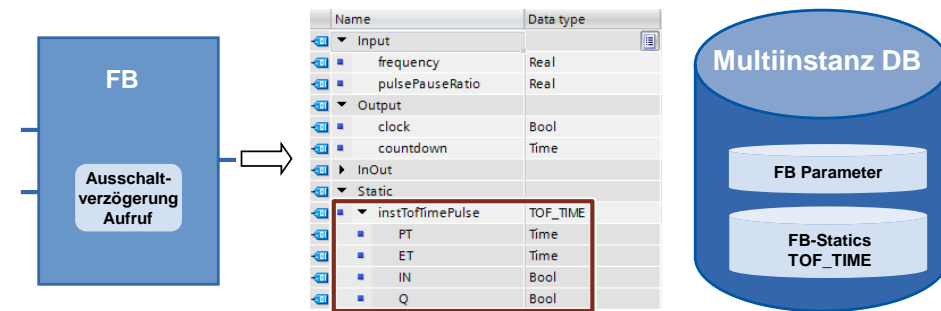 FB
Ausschalt-
verzögerung
Aufruf
Name Data type
Input
frequency Real
pulsePauseRatio Real
Output
clock Bool
countdown Time
InOut
Static
instTofTimePulse TOF_TIME
PT Time
ET Time
IN Bool
Q Bool
Multiinstanz DB
FB Parameter
FB-Statics
TOF_TIME